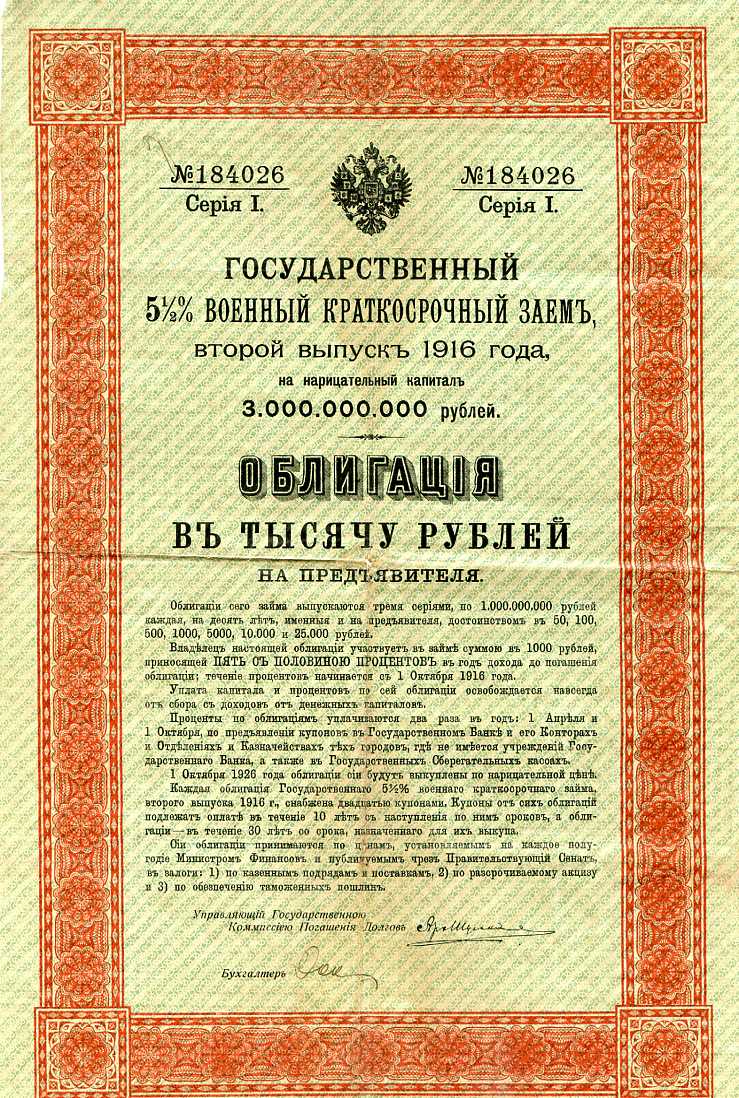 №184026 №184026
Серія I. Серія I.
ГОСУДАРСТВЕННЫЙ
5½% ВОЕННЫЙ КРАТКОСРОЧНЫЙ ЗАЕМЪ,
ВТОРОЙ ВЫПУСКЪ 1916 ГОДА,
на нарицательный капиталъ
3.000.000.000 рублей.
ОБЛИГАЦІЯ
ВЪ ТЫСЯЧУ РУБЛЕЙ
НА ПРЕДЪЯВИТЕЛЯ.
Облигаціи сего займа выпускаются тремя серіями, по 1.000.000,000 рублей
каждая, на десять лѣтъ, именныя и на предъявителя, достоинствомъ въ 50, 100,
500, 1000, 5000, 10.000 и 25.000 рублей.
Владѣлецъ настоящей облигаціи участвуетъ въ займѣ суммою въ 1000 рублей,
приносящей ПЯТЬ СЪ ПОЛОВИНОЮ ПРОЦЕНТОВЪ въ годъ дохода до погашенія
облигаціи; теченіе процентовъ начинается съ 1 Октября 1916 года.
Уплата капитала и процентовъ по сей облигаціи освобождается навсегда
отъ сбора съ доходовъ отъ денежныхъ капиталовъ.
Проценты по облигаціямъ уплачиваются два раза въ годъ: 1 Апрѣля и
1 Октября, по предъявленіи купоновъ въ Государственномъ Банкѣ и его Конторахъ
и Отдѣленіяхъ и Казначействахъ тѣхъ городовъ, гдѣ не имѣется учрежденій Госу-
дарственнаго Банка, а также въ Государственныхъ Сберегательныхъ кассахъ.
1 Октября 1926 года облигаціи сіи будутъ выкуплены по нарицательной цѣнѣ.
Каждая облигація Государственнаго 5½% военнаго краткосрочнаго займа,
второго выпуска 1916 г., снабжена двадцатью купонами. Купоны отъ сихъ облигацій
подлежатъ оплатѣ въ теченіе 10 лѣтъ съ наступленія по нимъ сроковъ, а обли-
гаціи — въ теченіе 30 лѣтъ со срока, назначеннаго для ихъ выкупа.
Сіи облигаціи принимаются по цѣнамъ, установляемымъ на каждое полу-
годіе Министромъ Финансовъ и публикуемымъ чрезъ Правительствующій Сенатъ,
въ залоги: 1) по казеннымъ подрядамъ и поставкамъ, 2) по разсрочиваемому акцизу
и 3) по обезпеченію таможенныхъ пошлинъ.
Управляющій Государственною
Коммиссіею Погашенія Долговъ
Бухгалтеръ